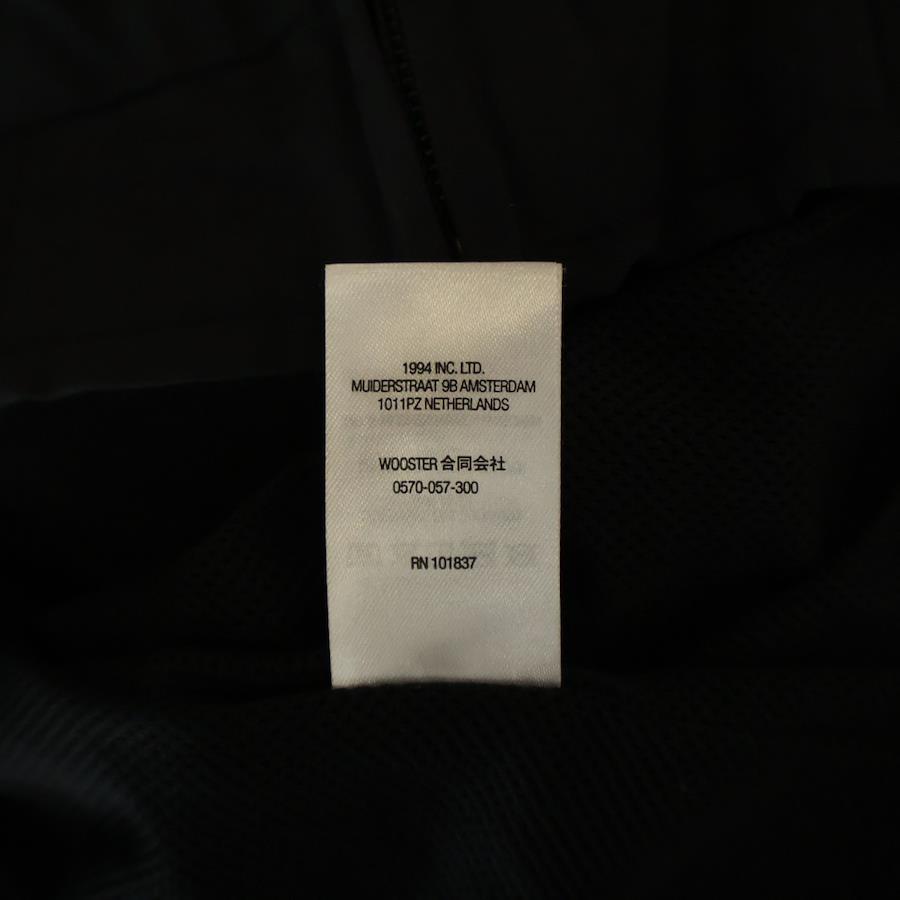 1994 INC. LTD.
MUIDERSTRAAT 9B AMSTERDAM
1011PZ NETHERLANDS
WOOSTER 合同会社
0570-057-300
RN 101837